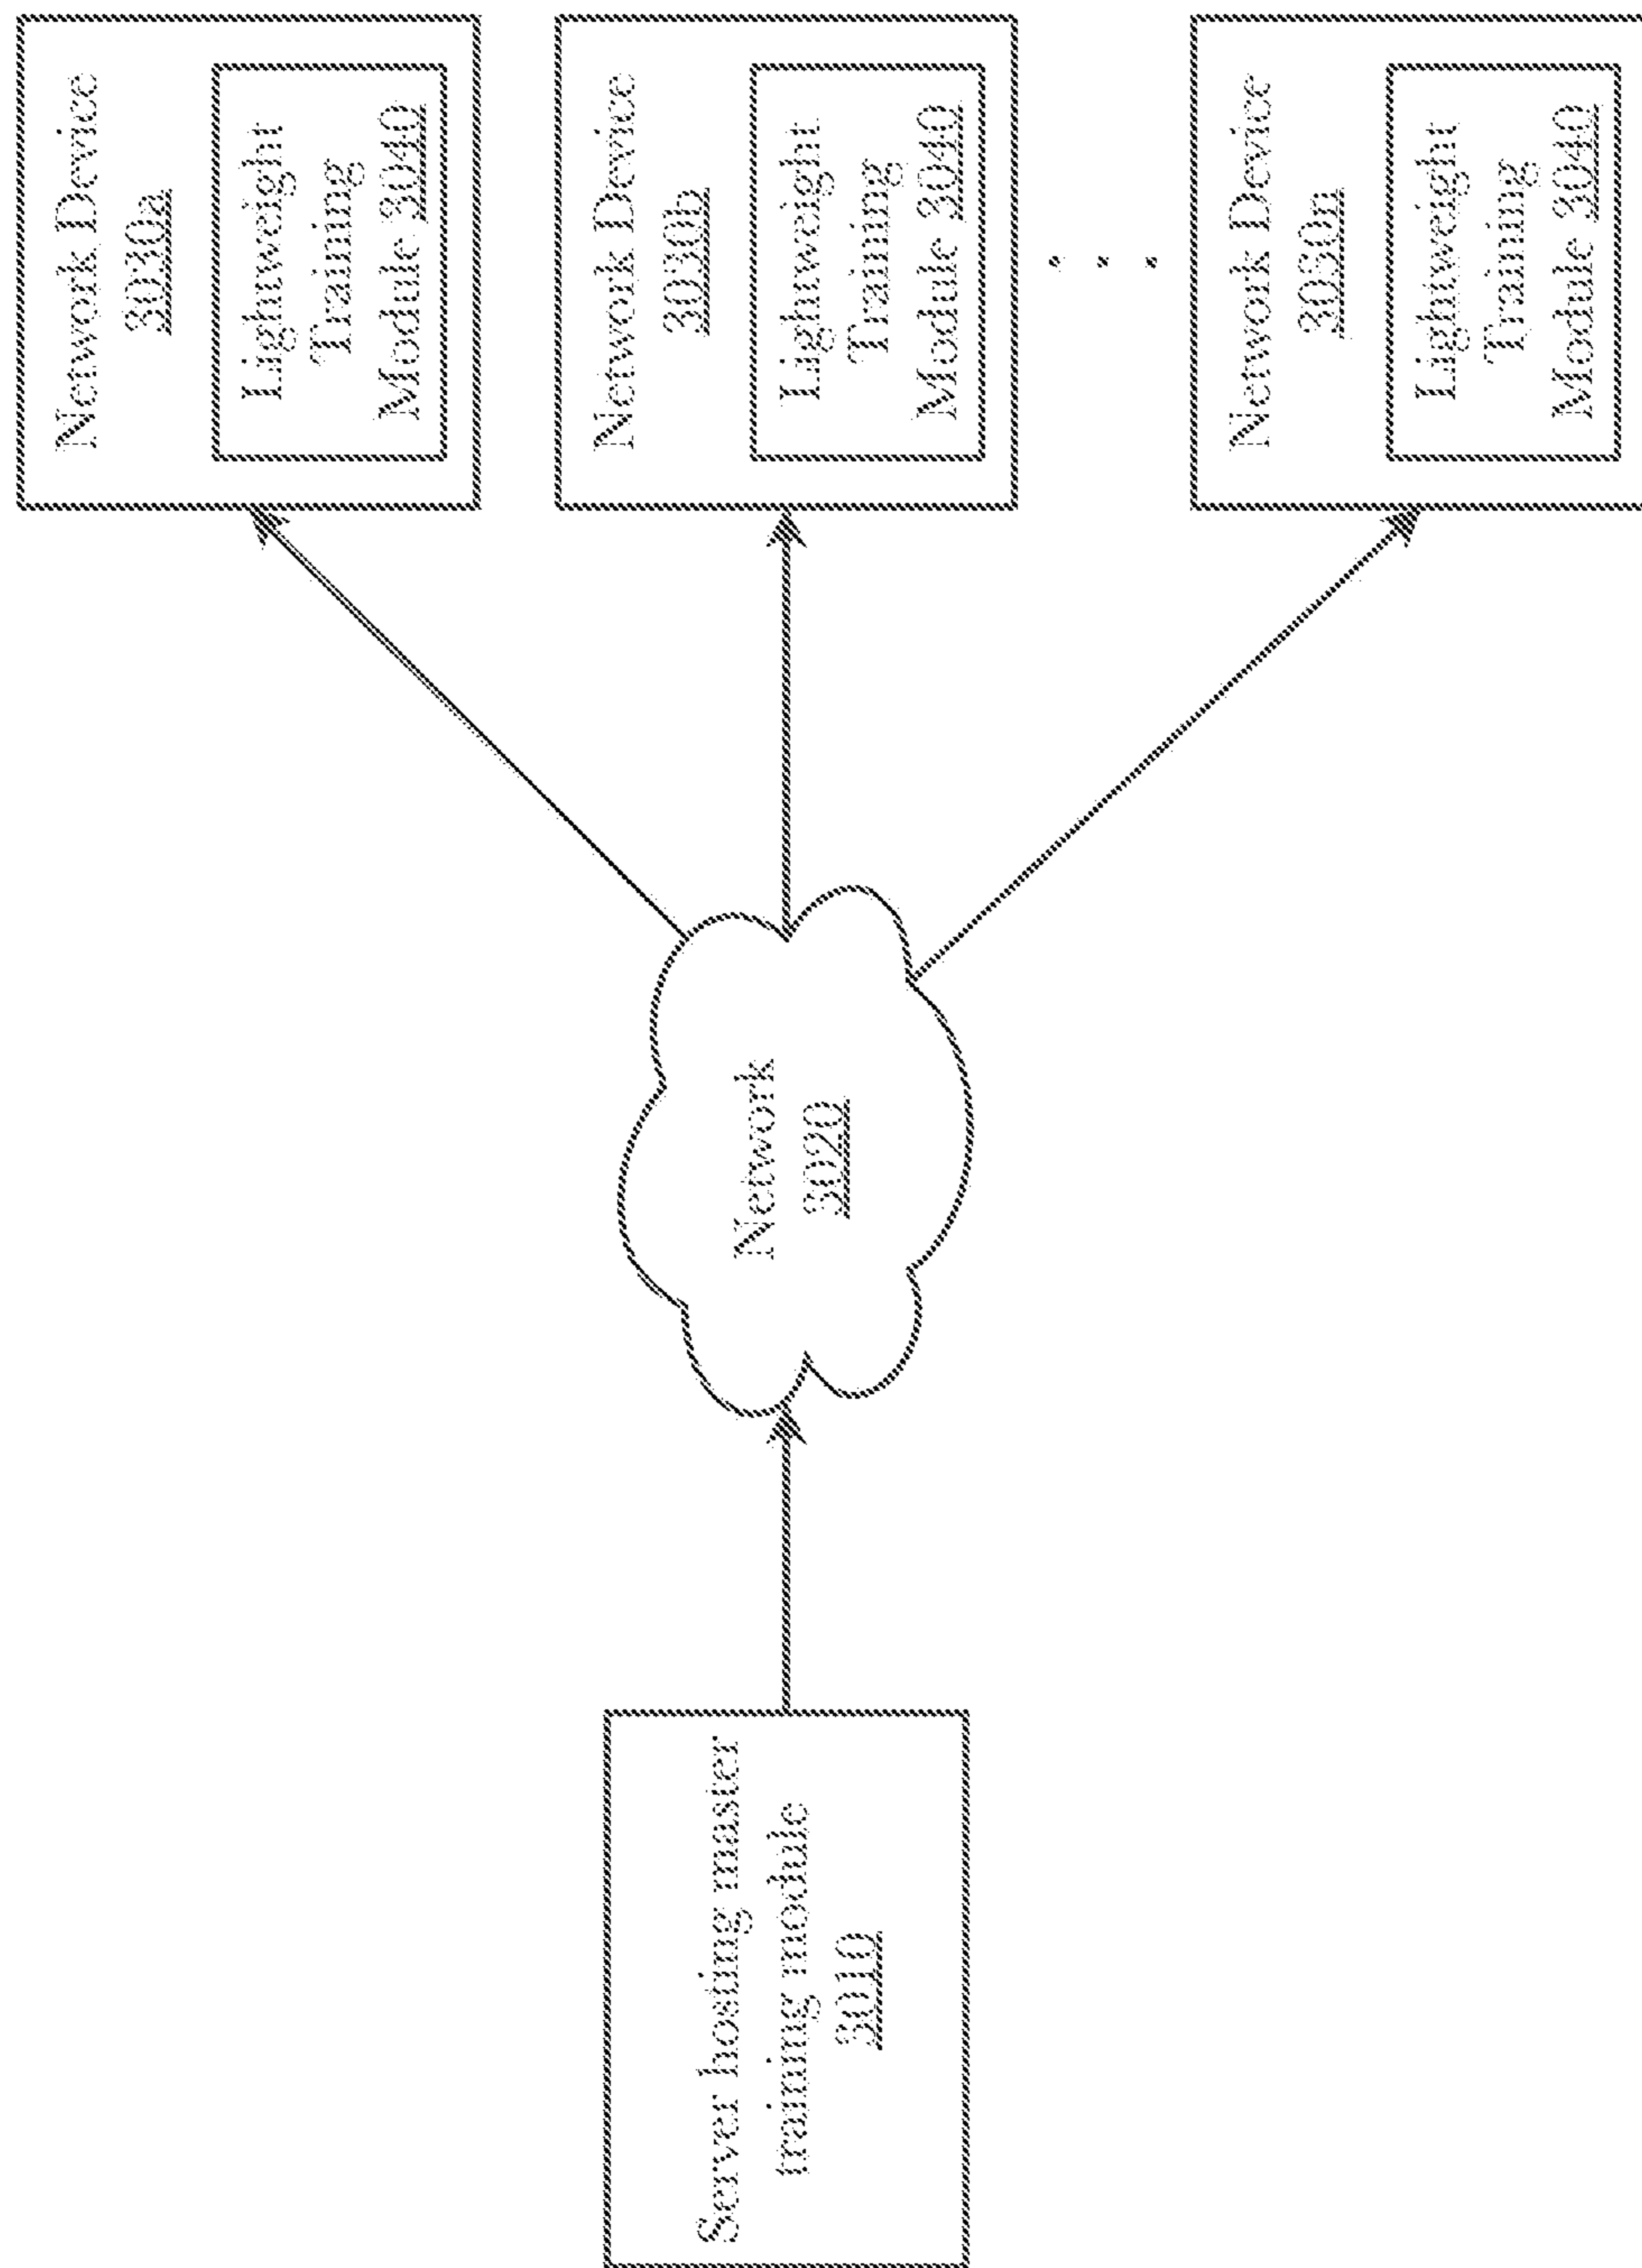 Server hosting master
training module
3010
Network
3020
Network Device
3030a
Lightweight
Training
Module 3040
Network Device
3030b
Lightweight
Training
Module 3040
Network Device
3030n
Lightweight
Training
Module 3040